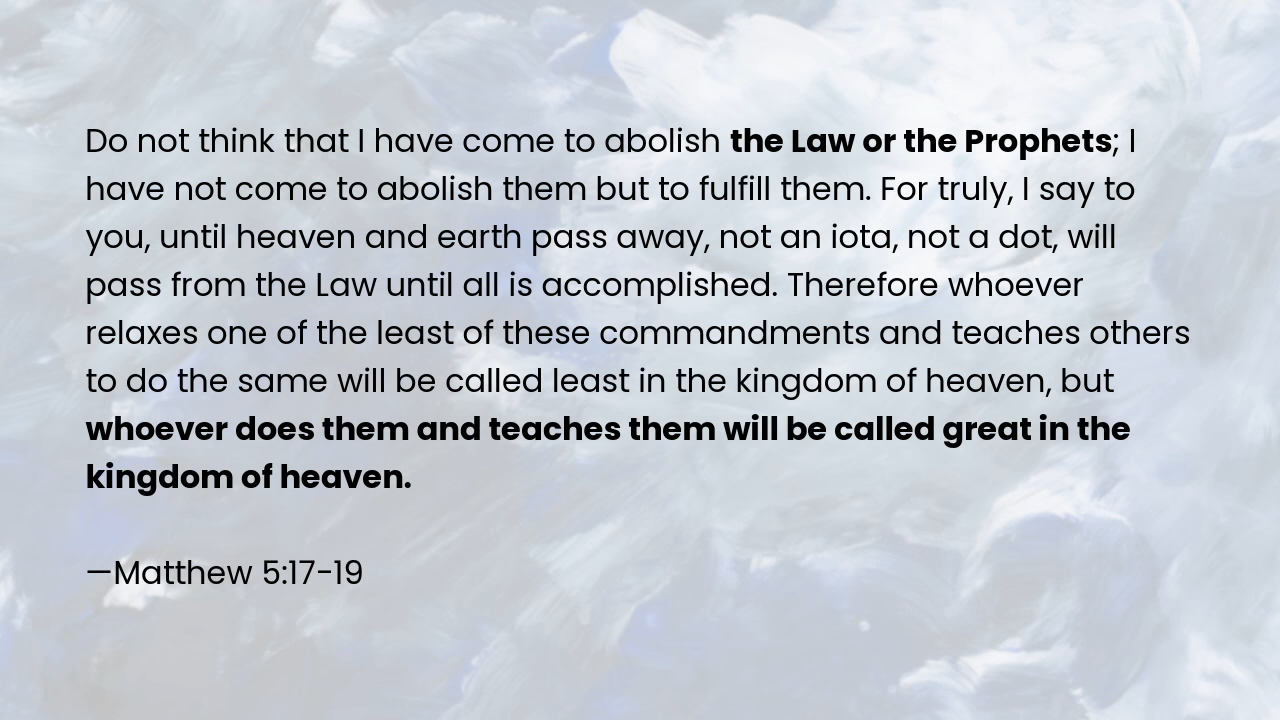 Do not think that I have come to abolish the Law or the Prophets; I
have not come to abolish them but to fulfill them. For truly, I say to
you, until heaven and earth pass away, not an iota, not a dot, will
pass from the Law until all is accomplished. Therefore whoever
relaxes one of the least of these commandments and teaches others
to do the same will be called least in the kingdom of heaven, but
whoever does them and teaches them will be called great in the
kingdom of heaven.
—Matthew 5:17-19